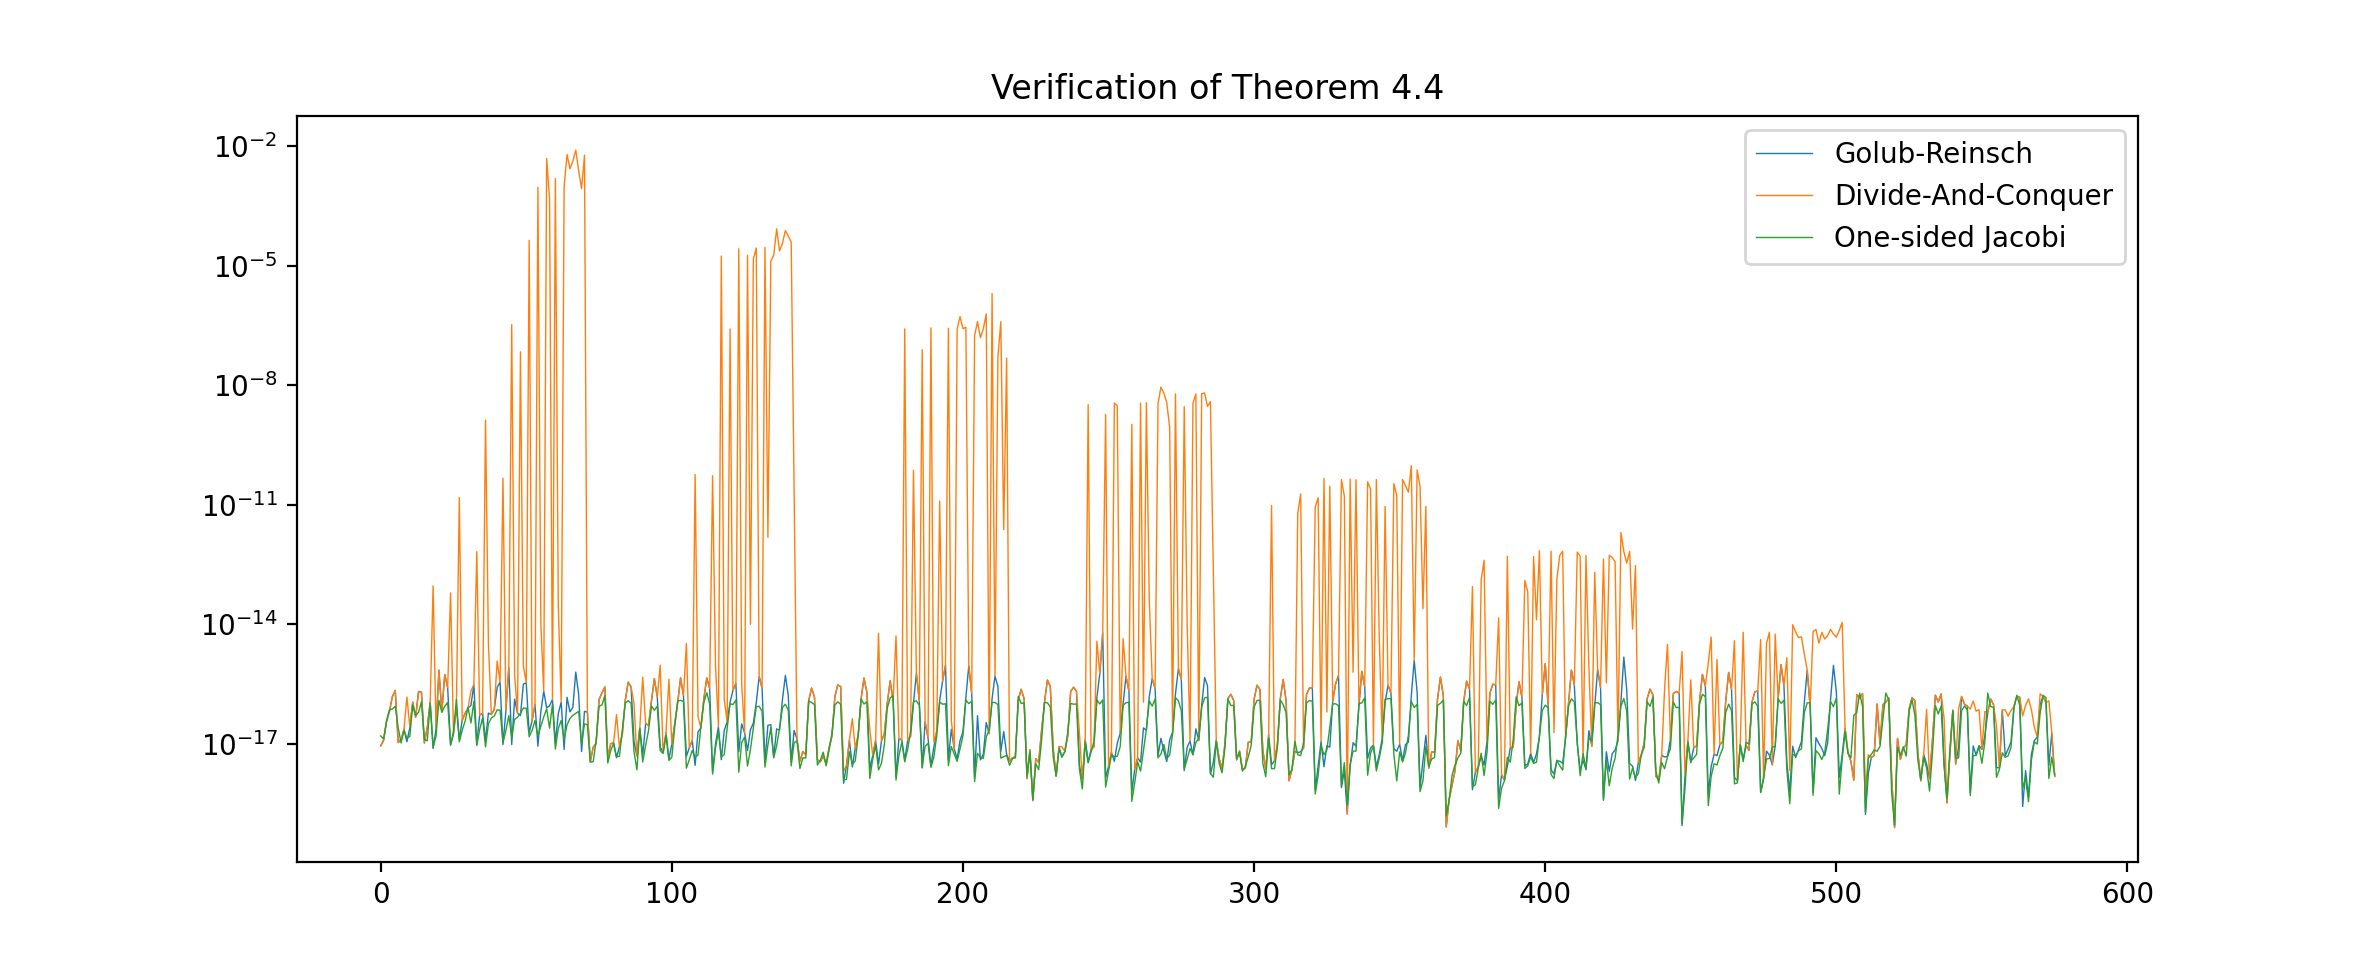 Verification of Theorem 4.4
Golub-Reinsch
Divide-And-Conquer
One-sided Jacobi
10⁻²
10⁻⁵
10⁻⁸
10⁻¹¹
10⁻¹⁴
10⁻¹⁷
0 100 200 300 400 500 600